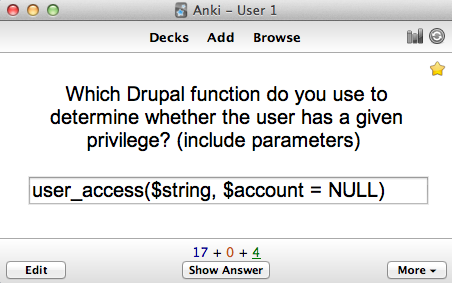 Anki – User 1
Decks Add Browse
Which Drupal function do you use to
determine whether the user has a given
privilege? (include parameters)
user_access($string, $account = NULL)
17 + 0 + 4
Edit Show Answer More